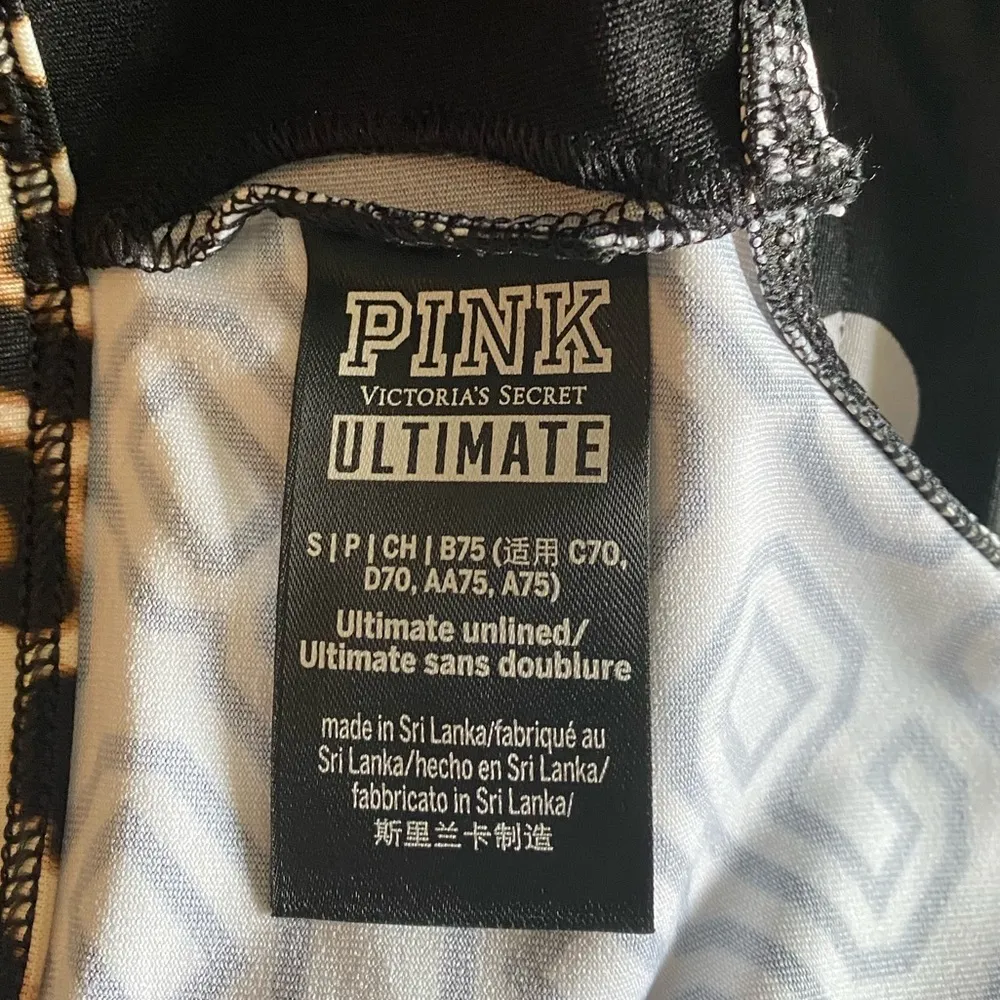 PINK
VICTORIA'S SECRET
ULTIMATE
S | P | CH | B75 (适用 C70,
D70, AA75, A75)
Ultimate unlined/
Ultimate sans doublure
made in Sri Lanka/fabriqué au
Sri Lanka/hecho en Sri Lanka/
fabbricato in Sri Lanka/
斯里兰卡制造